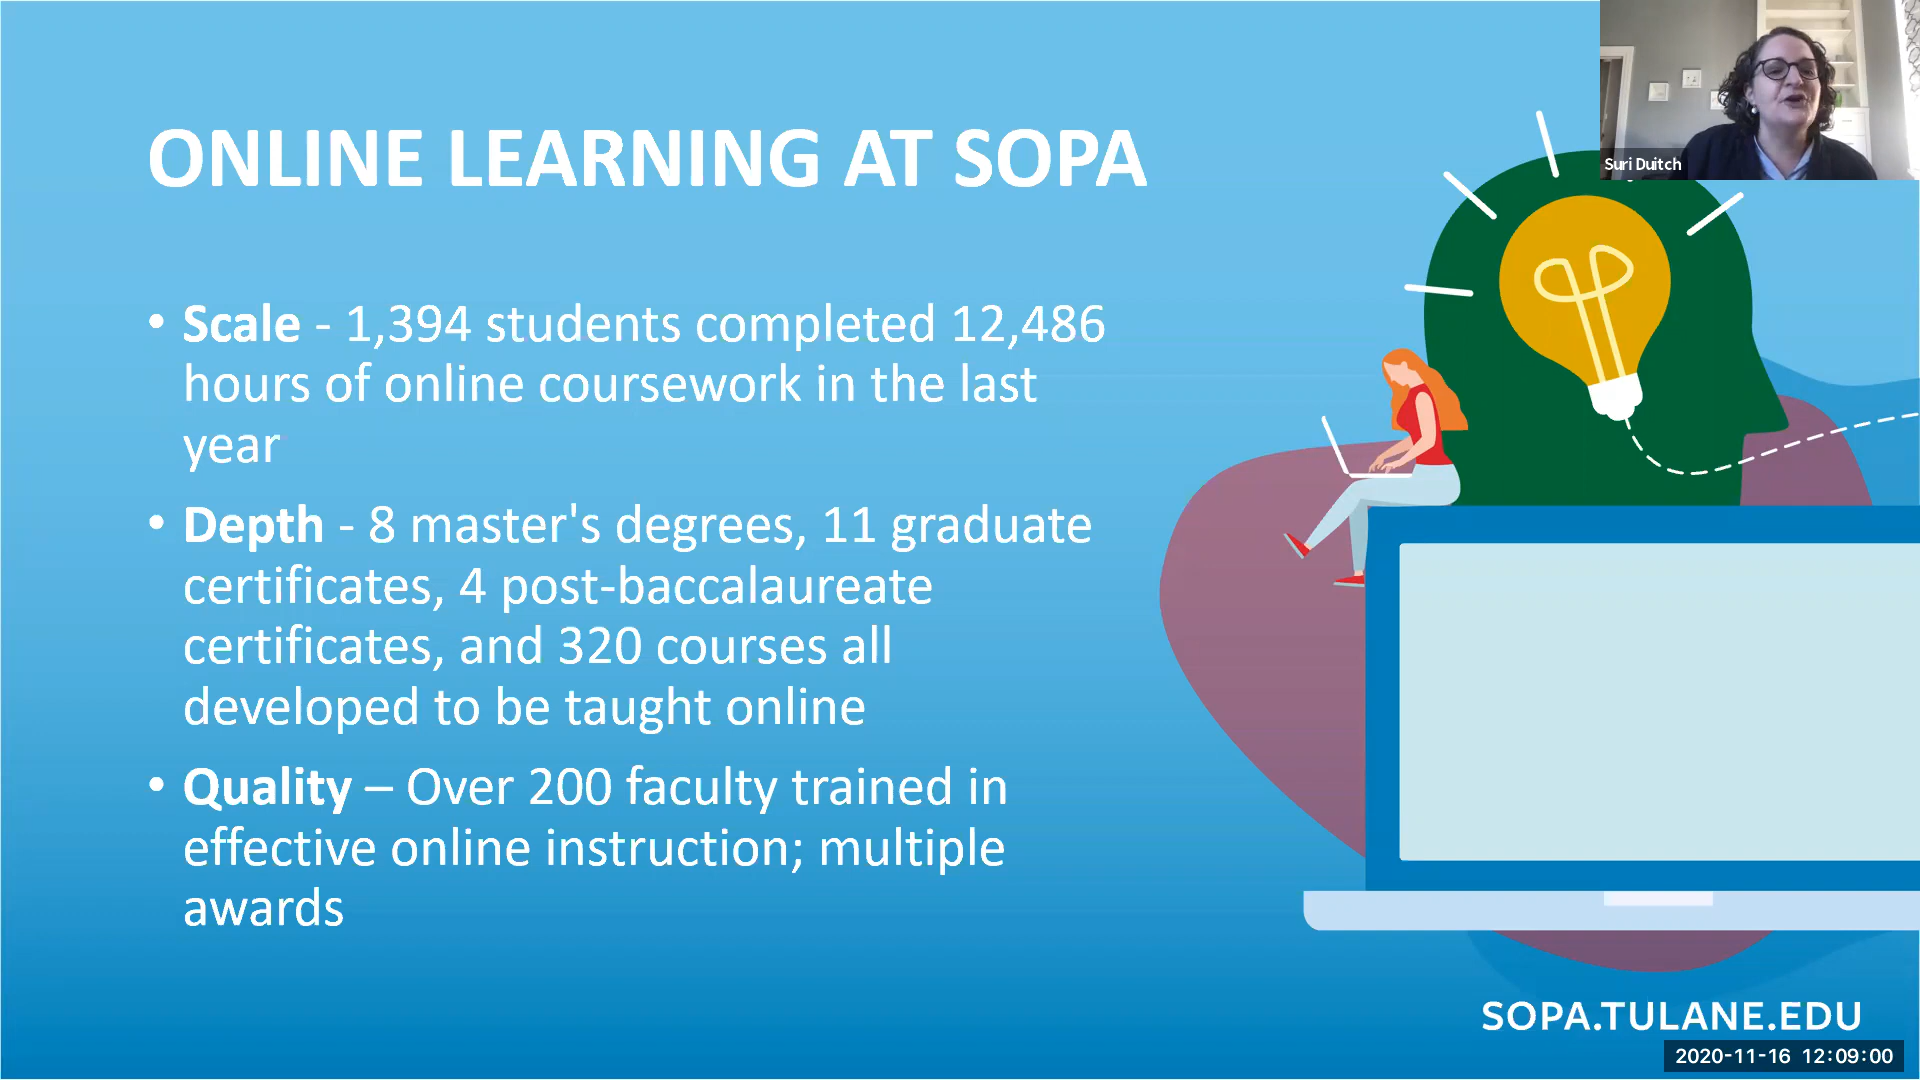 Suri Duitch
ONLINE LEARNING AT SOPA
• Scale - 1,394 students completed 12,486
hours of online coursework in the last
year
• Depth - 8 master's degrees, 11 graduate
certificates, 4 post-baccalaureate
certificates, and 320 courses all
developed to be taught online
• Quality – Over 200 faculty trained in
effective online instruction; multiple
awards
SOPA.TULANE.EDU
2020-11-16 12:09:00